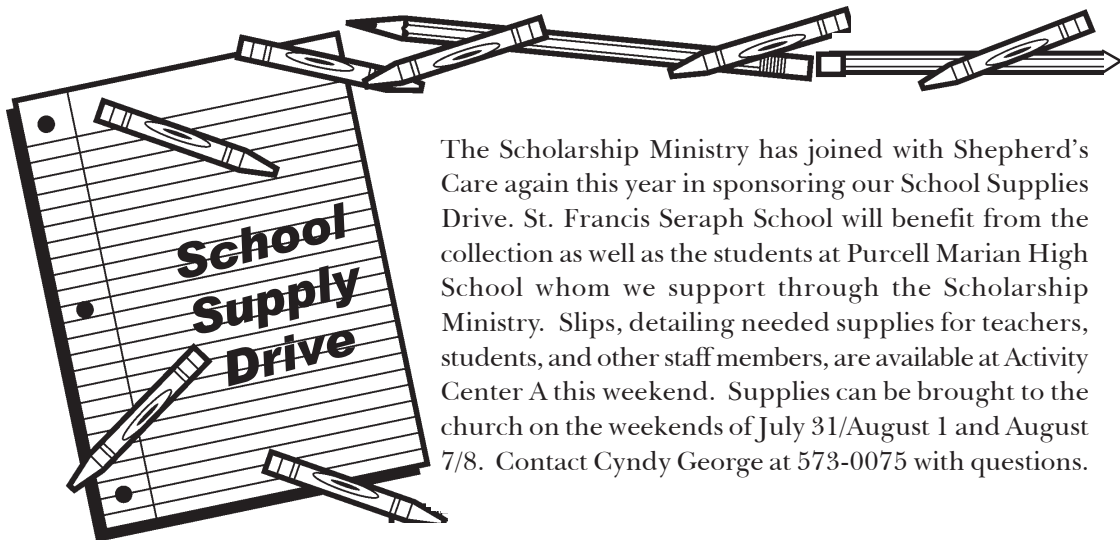 School
Supply
Drive
The Scholarship Ministry has joined with Shepherd's
Care again this year in sponsoring our School Supplies
Drive. St. Francis Seraph School will benefit from the
collection as well as the students at Purcell Marian High
School whom we support through the Scholarship
Ministry.  Slips, detailing needed supplies for teachers,
students, and other staff members, are available at Activity
Center A this weekend.  Supplies can be brought to the
church on the weekends of July 31/August 1 and August
7/8.  Contact Cyndy George at 573-0075 with questions.